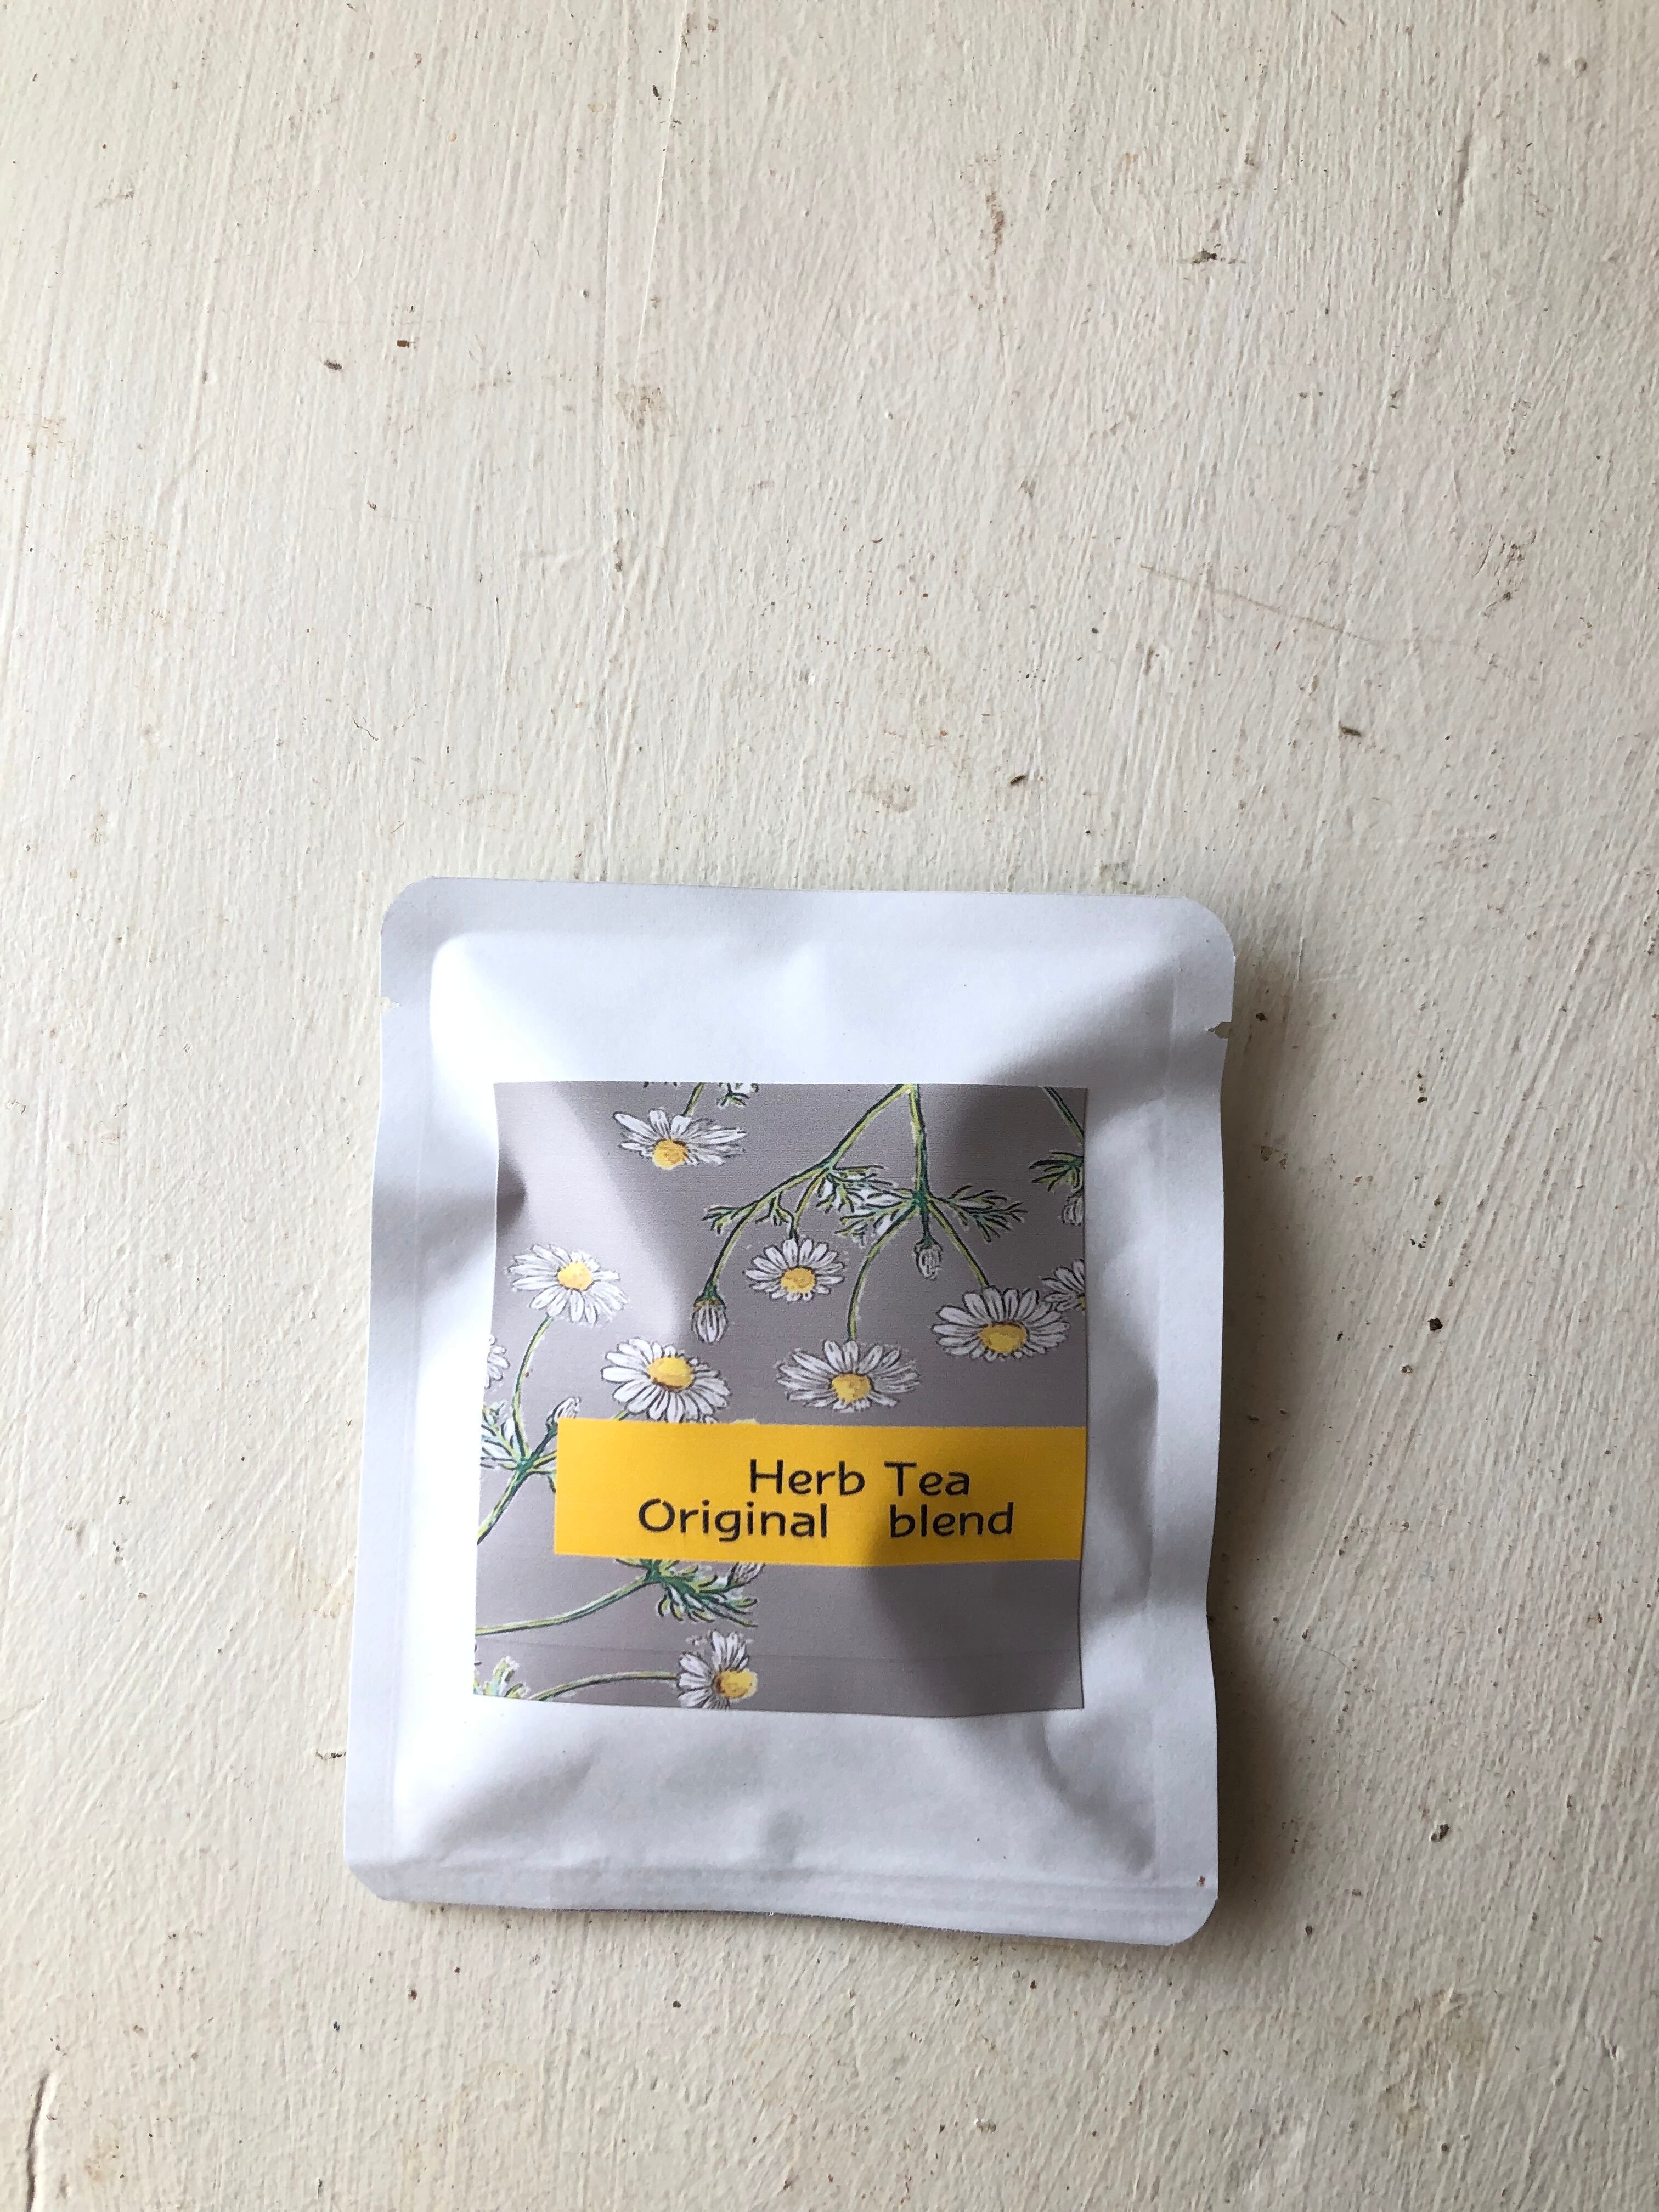 Herb Tea
Original blend